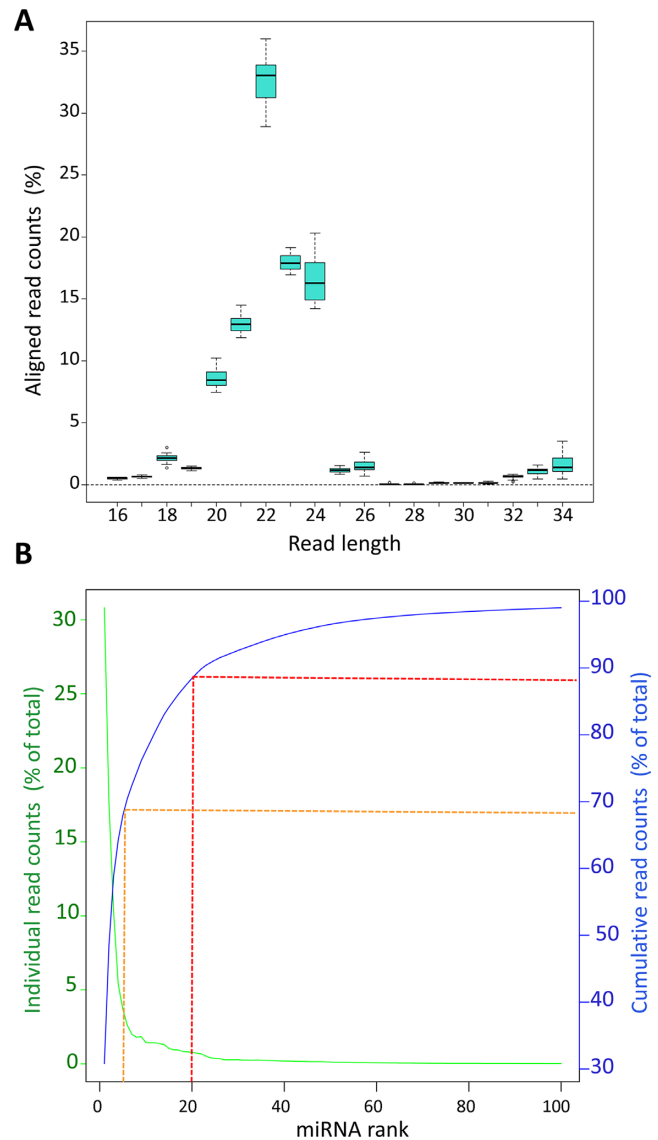 A
Aligned read counts (%)
35
30
25
20
15
10
5
0
16 18 20 22 24 26 28 30 32 34
Read length
B
Individual read counts (% of total)
30
25
20
15
10
5
0
100
90
80
70
60
50
40
30
Cumulative read counts (% of total)
0 20 40 60 80 100
miRNA rank